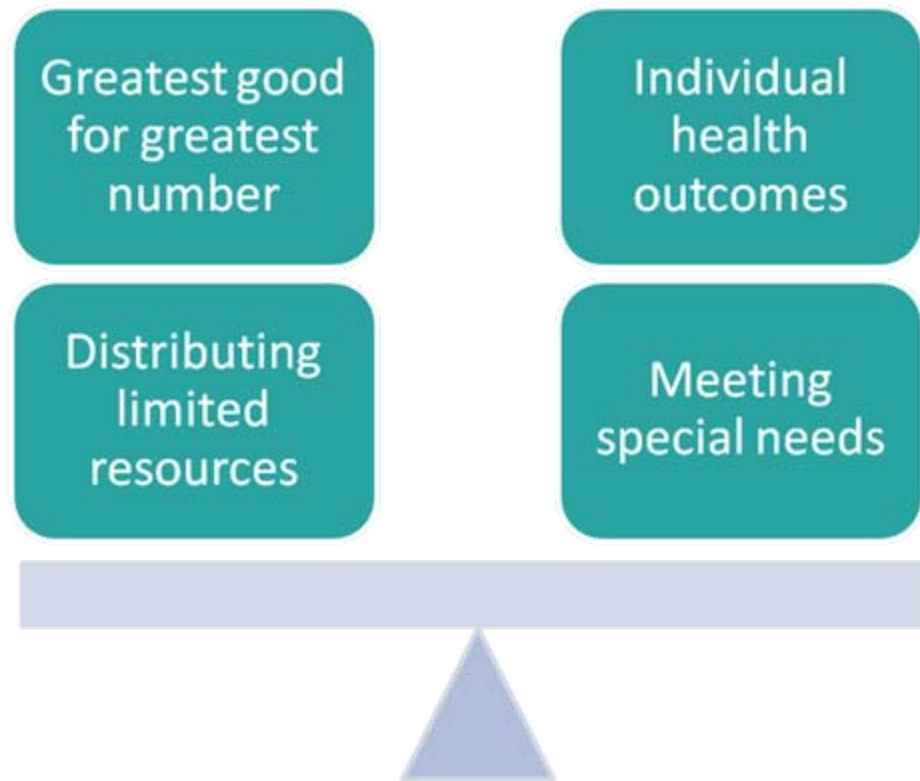 Greatest good
for greatest
number
Distributing
limited
resources
Individual
health
outcomes
Meeting
special needs